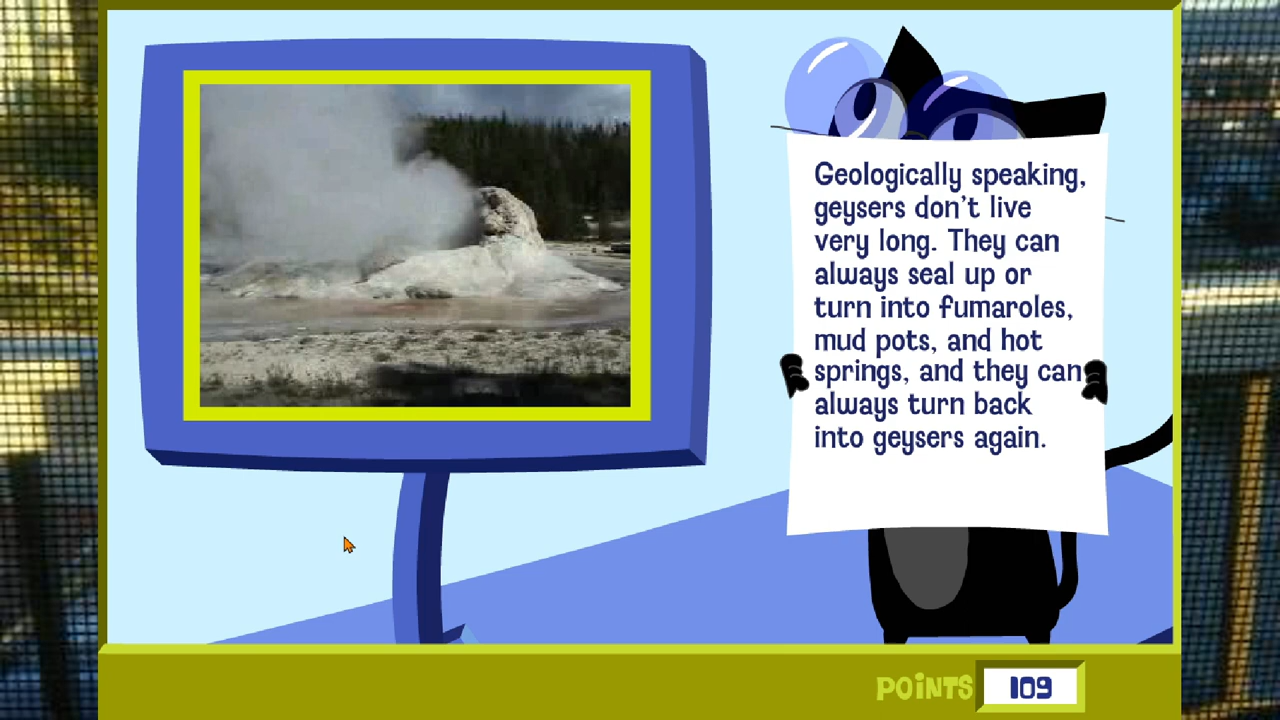 Geologically speaking,
geysers don't live
very long. They can
always seal up or
turn into fumaroles,
mud pots, and hot
springs, and they can
always turn back
into geysers again.
POINTS 109